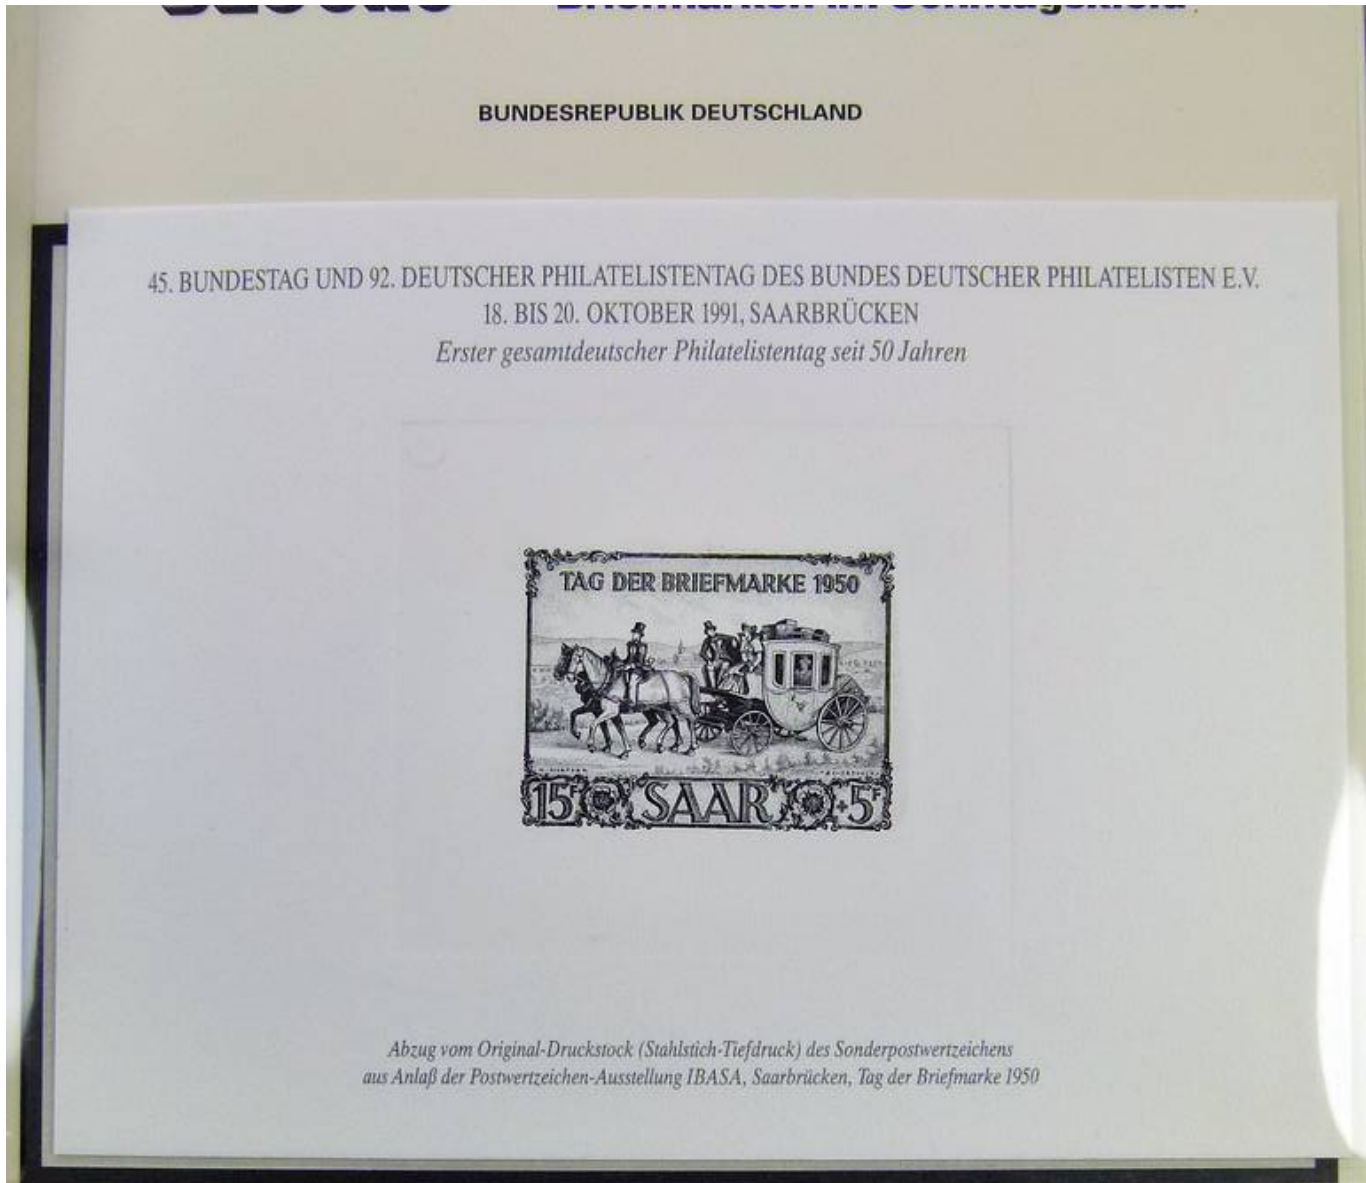 BUNDESREPUBLIK DEUTSCHLAND
45. BUNDESTAG UND 92. DEUTSCHER PHILATELISTENTAG DES BUNDES DEUTSCHER PHILATELISTEN E.V.
18. BIS 20. OKTOBER 1991, SAARBRÜCKEN
Erster gesamtdeutscher Philatelistentag seit 50 Jahren
TAG DER BRIEFMARKE 1950
15F SAAR +5F
Abzug vom Original-Druckstock (Stahlstich-Tiefdruck) des Sonderpostwertzeichens
aus Anlaß der Postwertzeichen-Ausstellung IBASA, Saarbrücken, Tag der Briefmarke 1950